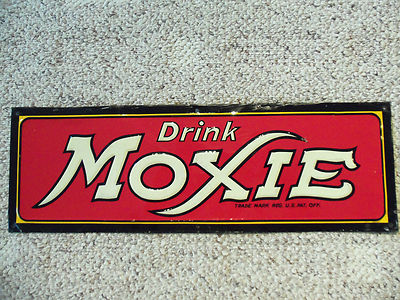 Drink
MOXIE
TRADE MARK REG. U.S. PAT. OFF.